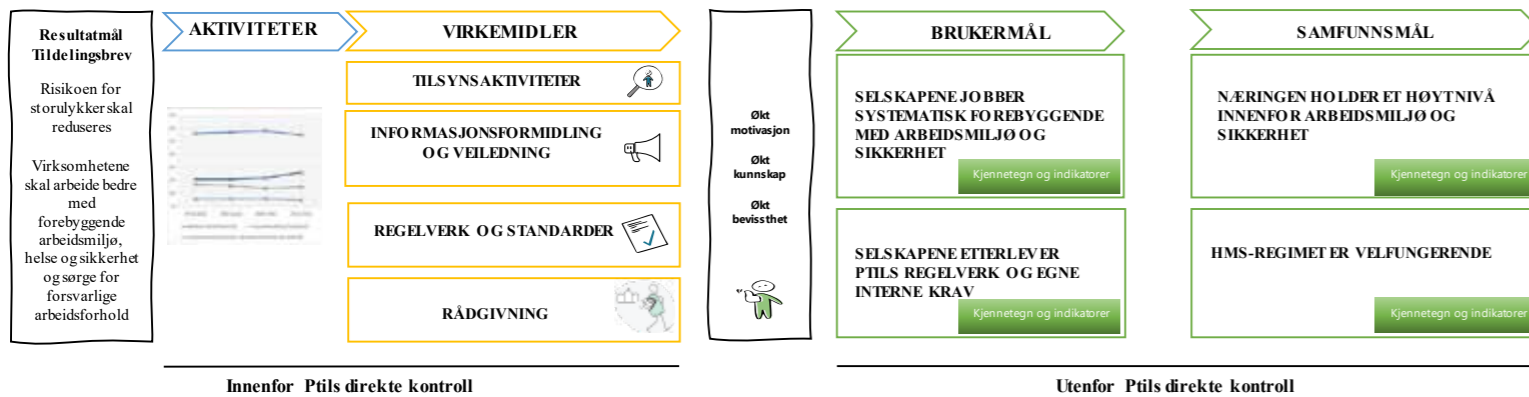 Resultatmål
Tildelingsbrev
Risikoen for
storulykker skal
reduseres
Virksomhetene
skal arbeide bedre
med
forebyggende
arbeidsmiljø,
helse og sikkerhet
og sørge for
forsvarlige
arbeidsforhold
AKTIVITETER
VIRKEMIDLER
TILSYNSAKTIVITETER
INFORMASJONSFORMIDLING
OG VEILEDNING
REGELVERK OG STANDARDER
RÅDGIVNING
Økt
motivasjon
Økt
kunnskap
Økt
bevissthet
BRUKERMÅL
SELSKAPENE JOBBER
SYSTEMATISK FOREBYGGENDE
MED ARBEIDSMILJØ OG
SIKKERHET
Kjennetegn og indikatorer
SELSKAPENE ETTERLEVER
PTILS REGELVERK OG EGNE
INTERNE KRAV
Kjennetegn og indikatorer
SAMFUNNSMÅL
NÆRINGEN HOLDER ET HØYT NIVÅ
INNENFOR ARBEIDSMILJØ OG
SIKKERHET
Kjennetegn og indikatorer
HMS-REGIMET ER VELFUNGERENDE
Kjennetegn og indikatorer
Innenfor Ptils direkte kontroll
Utenfor Ptils direkte kontroll